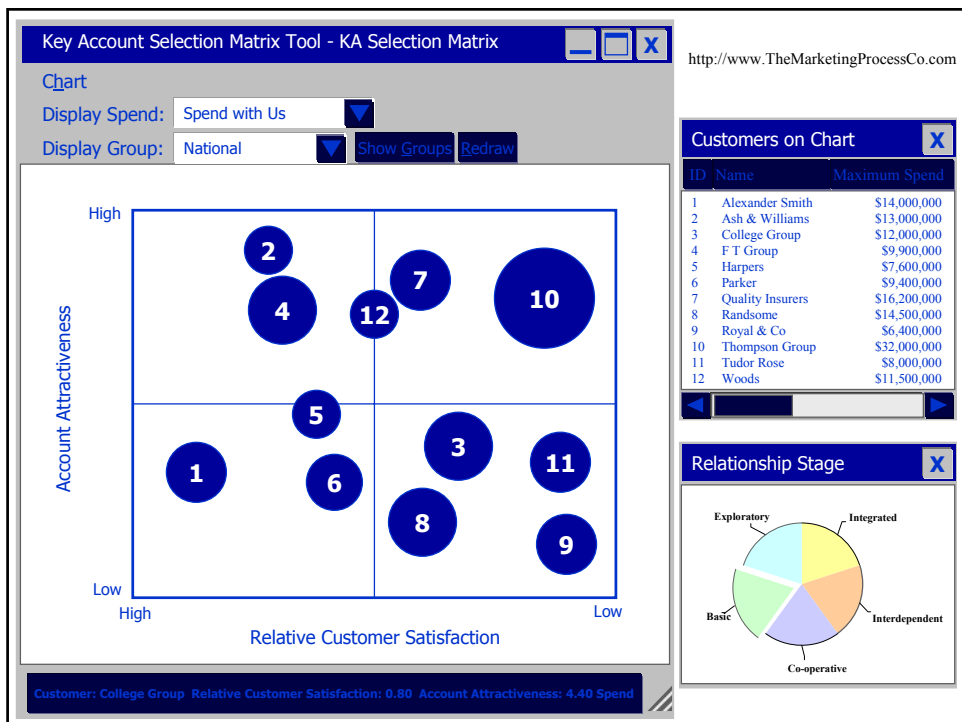 Key Account Selection Matrix Tool - KA Selection Matrix
X
http://www.TheMarketingProcessCo.com
Chart
Display Spend: Spend with Us
Display Group: National Show Groups Redraw
High
2
7
10
4
12
Account Attractiveness
5
3
1
6
11
8
9
Low
High
Low
Relative Customer Satisfaction
Customer: College Group Relative Customer Satisfaction: 0.80 Account Attractiveness: 4.40 Spend
Customers on Chart X
ID Name Maximum Spend
1 Alexander Smith $14,000,000
2 Ash & Williams $13,000,000
3 College Group $12,000,000
4 F T Group $9,900,000
5 Harpers $7,600,000
6 Parker $9,400,000
7 Quality Insurers $16,200,000
8 Randsome $14,500,000
9 Royal & Co $6,400,000
10 Thompson Group $32,000,000
11 Tudor Rose $8,000,000
12 Woods $11,500,000
Relationship Stage X
Exploratory
Integrated
Basic
Interdependent
Co-operative